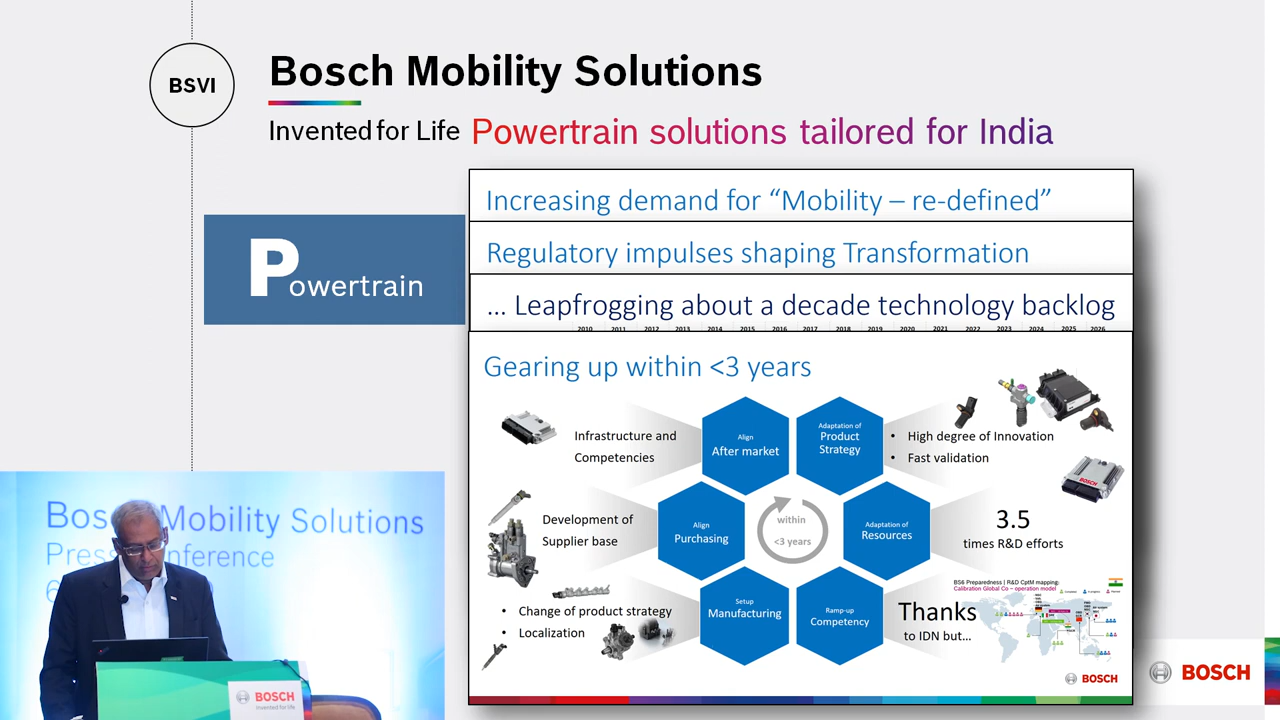 BSVI
Bosch Mobility Solutions
Invented for Life Powertrain solutions tailored for India
Powertrain
Increasing demand for “Mobility – re-defined”
Regulatory impulses shaping Transformation
... Leapfrogging about a decade technology backlog
2010 2011 2012 2013 2014 2015 2016 2017 2018 2019 2020 2021 2022 2023 2024 2025 2026
Gearing up within <3 years
Infrastructure and
Competencies
Align
After market
Adaptation of
Product
Strategy
• High degree of Innovation
• Fast validation
BOSCH
Development of
Supplier base
Align
Purchasing
within
<3 years
Adaptation of
Resources
3.5
times R&D efforts
• Change of product strategy
• Localization
Setup
Manufacturing
Ramp-up
Competency
Thanks
to IDN but...
BS6 Preparedness | R&D CptM mapping:
Calibration Global Co – operation model
BOSCH
BOSCH
Mobility Solutions
BOSCH
Invented for life